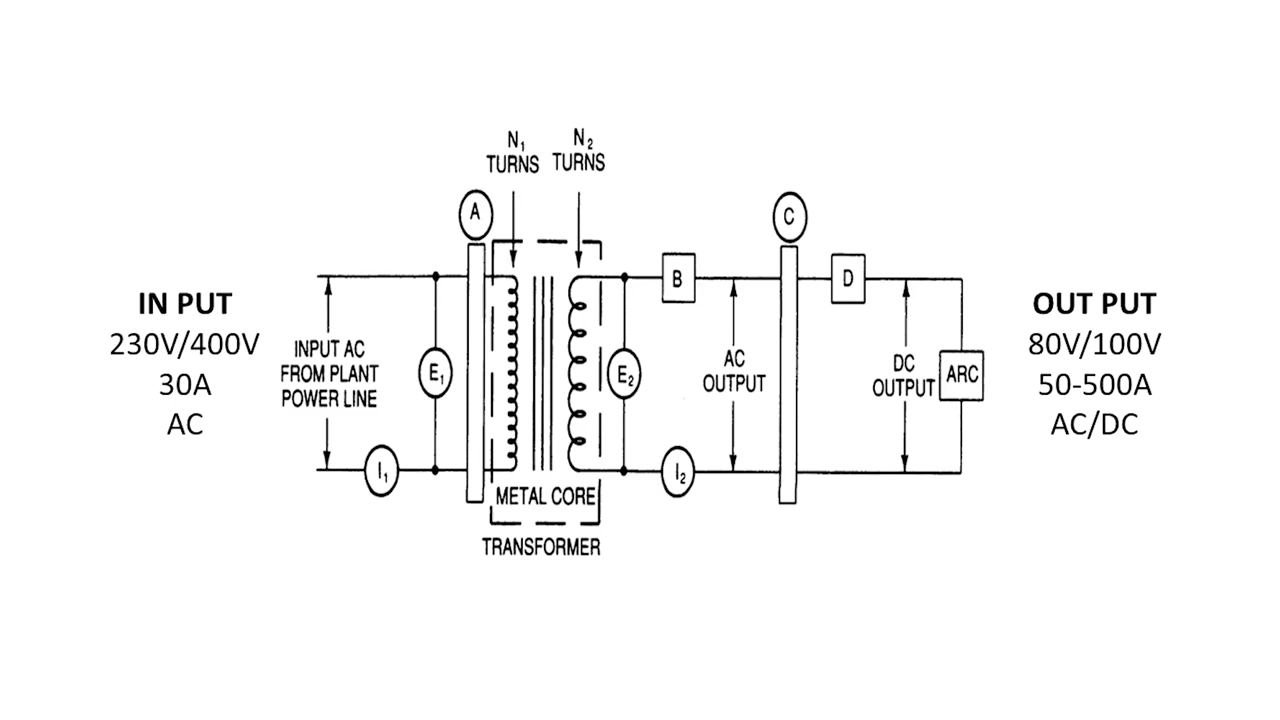 N₁
TURNS
N₂
TURNS
A
C
B
D
IN PUT
230V/400V
30A
AC
INPUT AC
FROM PLANT
POWER LINE
E₁
E₂
AC
OUTPUT
DC
OUTPUT
ARC
OUT PUT
80V/100V
50-500A
AC/DC
I₁
I₂
METAL CORE
TRANSFORMER